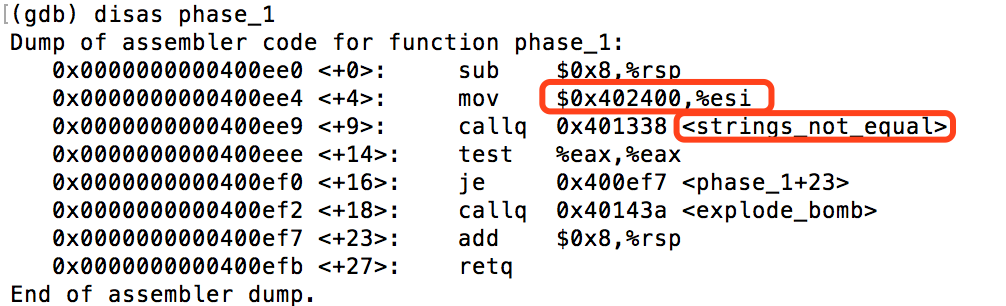 (gdb) disas phase_1
Dump of assembler code for function phase_1:
0x0000000000400ee0 <+0>: sub $0x8,%rsp
0x0000000000400ee4 <+4>: mov $0x402400,%esi
0x0000000000400ee9 <+9>: callq 0x401338 <strings_not_equal>
0x0000000000400eee <+14>: test %eax,%eax
0x0000000000400ef0 <+16>: je 0x400ef7 <phase_1+23>
0x0000000000400ef2 <+18>: callq 0x40143a <explode_bomb>
0x0000000000400ef7 <+23>: add $0x8,%rsp
0x0000000000400efb <+27>: retq
End of assembler dump.